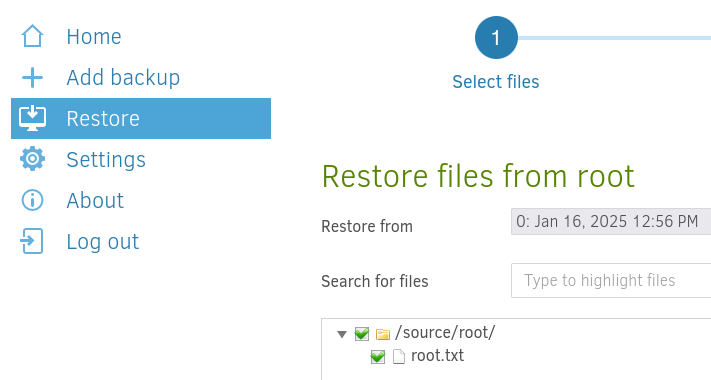 Home
Add backup
Restore
Settings
About
Log out
1
Select files
Restore files from root
Restore from
0: Jan 16, 2025 12:56 PM
Search for files
Type to highlight files
/source/root/
root.txt